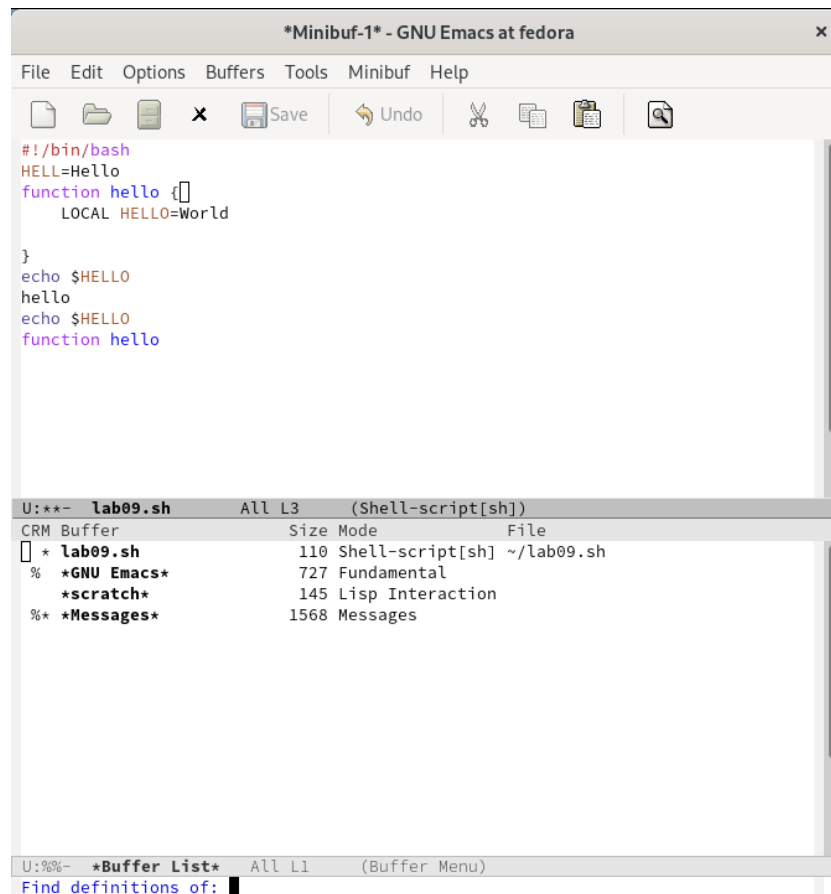 *Minibuf-1* - GNU Emacs at fedora ×
File Edit Options Buffers Tools Minibuf Help
Save Undo
#!/bin/bash
HELL=Hello
function hello {
    LOCAL HELLO=World
}
echo $HELLO
hello
echo $HELLO
function hello
U:**-  lab09.sh       All L3     (Shell-script[sh])
CRM Buffer                 Size Mode             File
  * lab09.sh                110 Shell-script[sh] ~/lab09.sh
 %  *GNU Emacs*             727 Fundamental
    *scratch*               145 Lisp Interaction
 %* *Messages*             1568 Messages
U:%%-  *Buffer List*   All L1     (Buffer Menu)
Find definitions of: